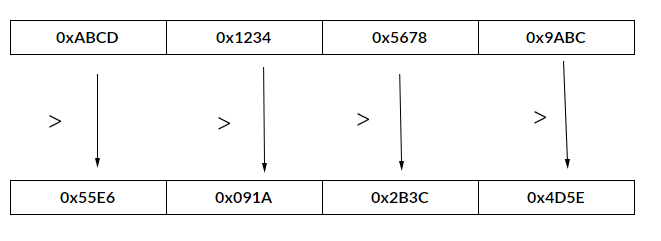 0xABCD 0x1234 0x5678 0x9ABC
> > > >
0x55E6 0x091A 0x2B3C 0x4D5E